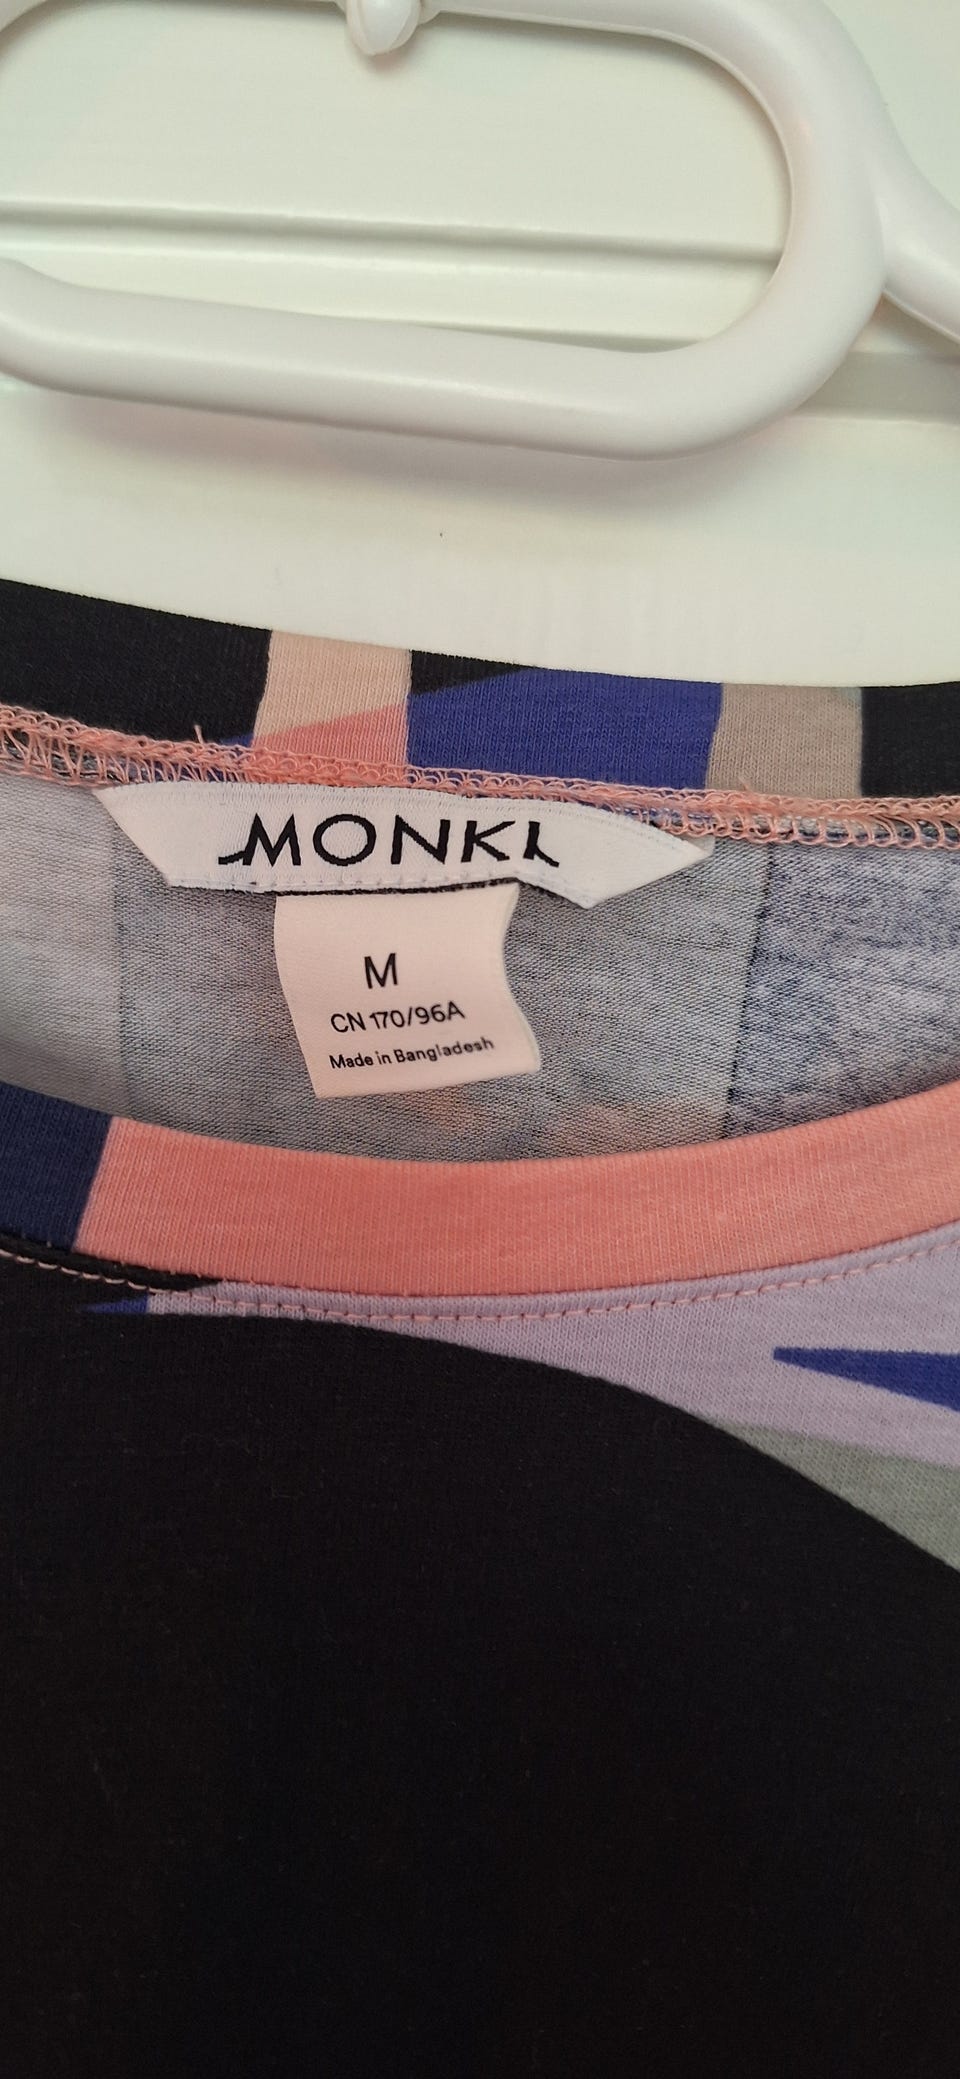 MONKI
M
CN 170/96A
Made in Bangladesh